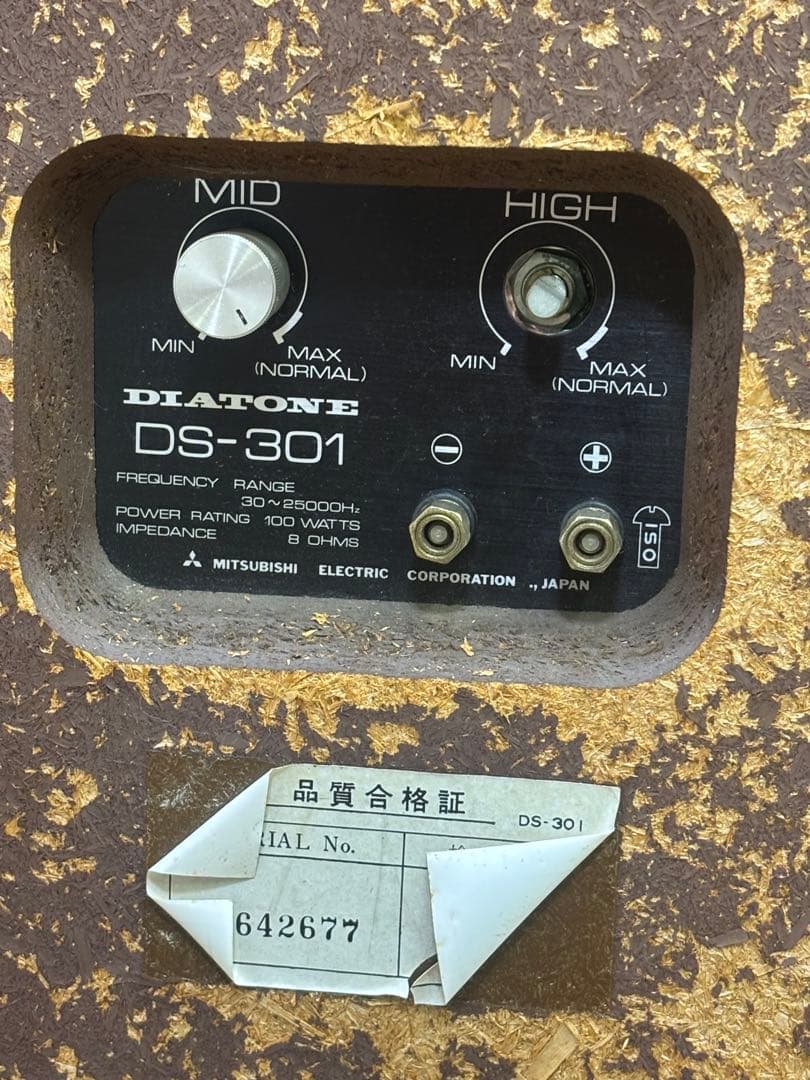 MID
HIGH
MIN
MAX
(NORMAL)
MIN
MAX
(NORMAL)
DIATONE
DS-301
FREQUENCY RANGE
30~25000Hz
POWER RATING 100 WATTS
IMPEDANCE 8 OHMS
MITSUBISHI ELECTRIC CORPORATION ., JAPAN
ISO
品質合格証
DS-301
RIAL No.
642677